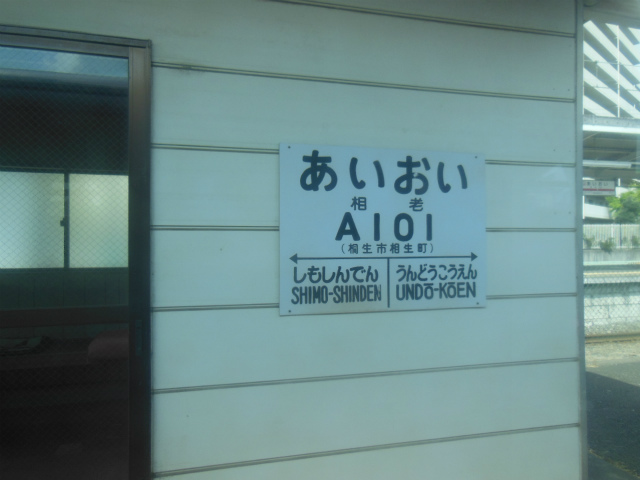 あいおい
相老
AIOI
(桐生市相生町)
しもしんでん うんどうこうえん
SHIMO-SHINDEN UNDŌ-KŌEN